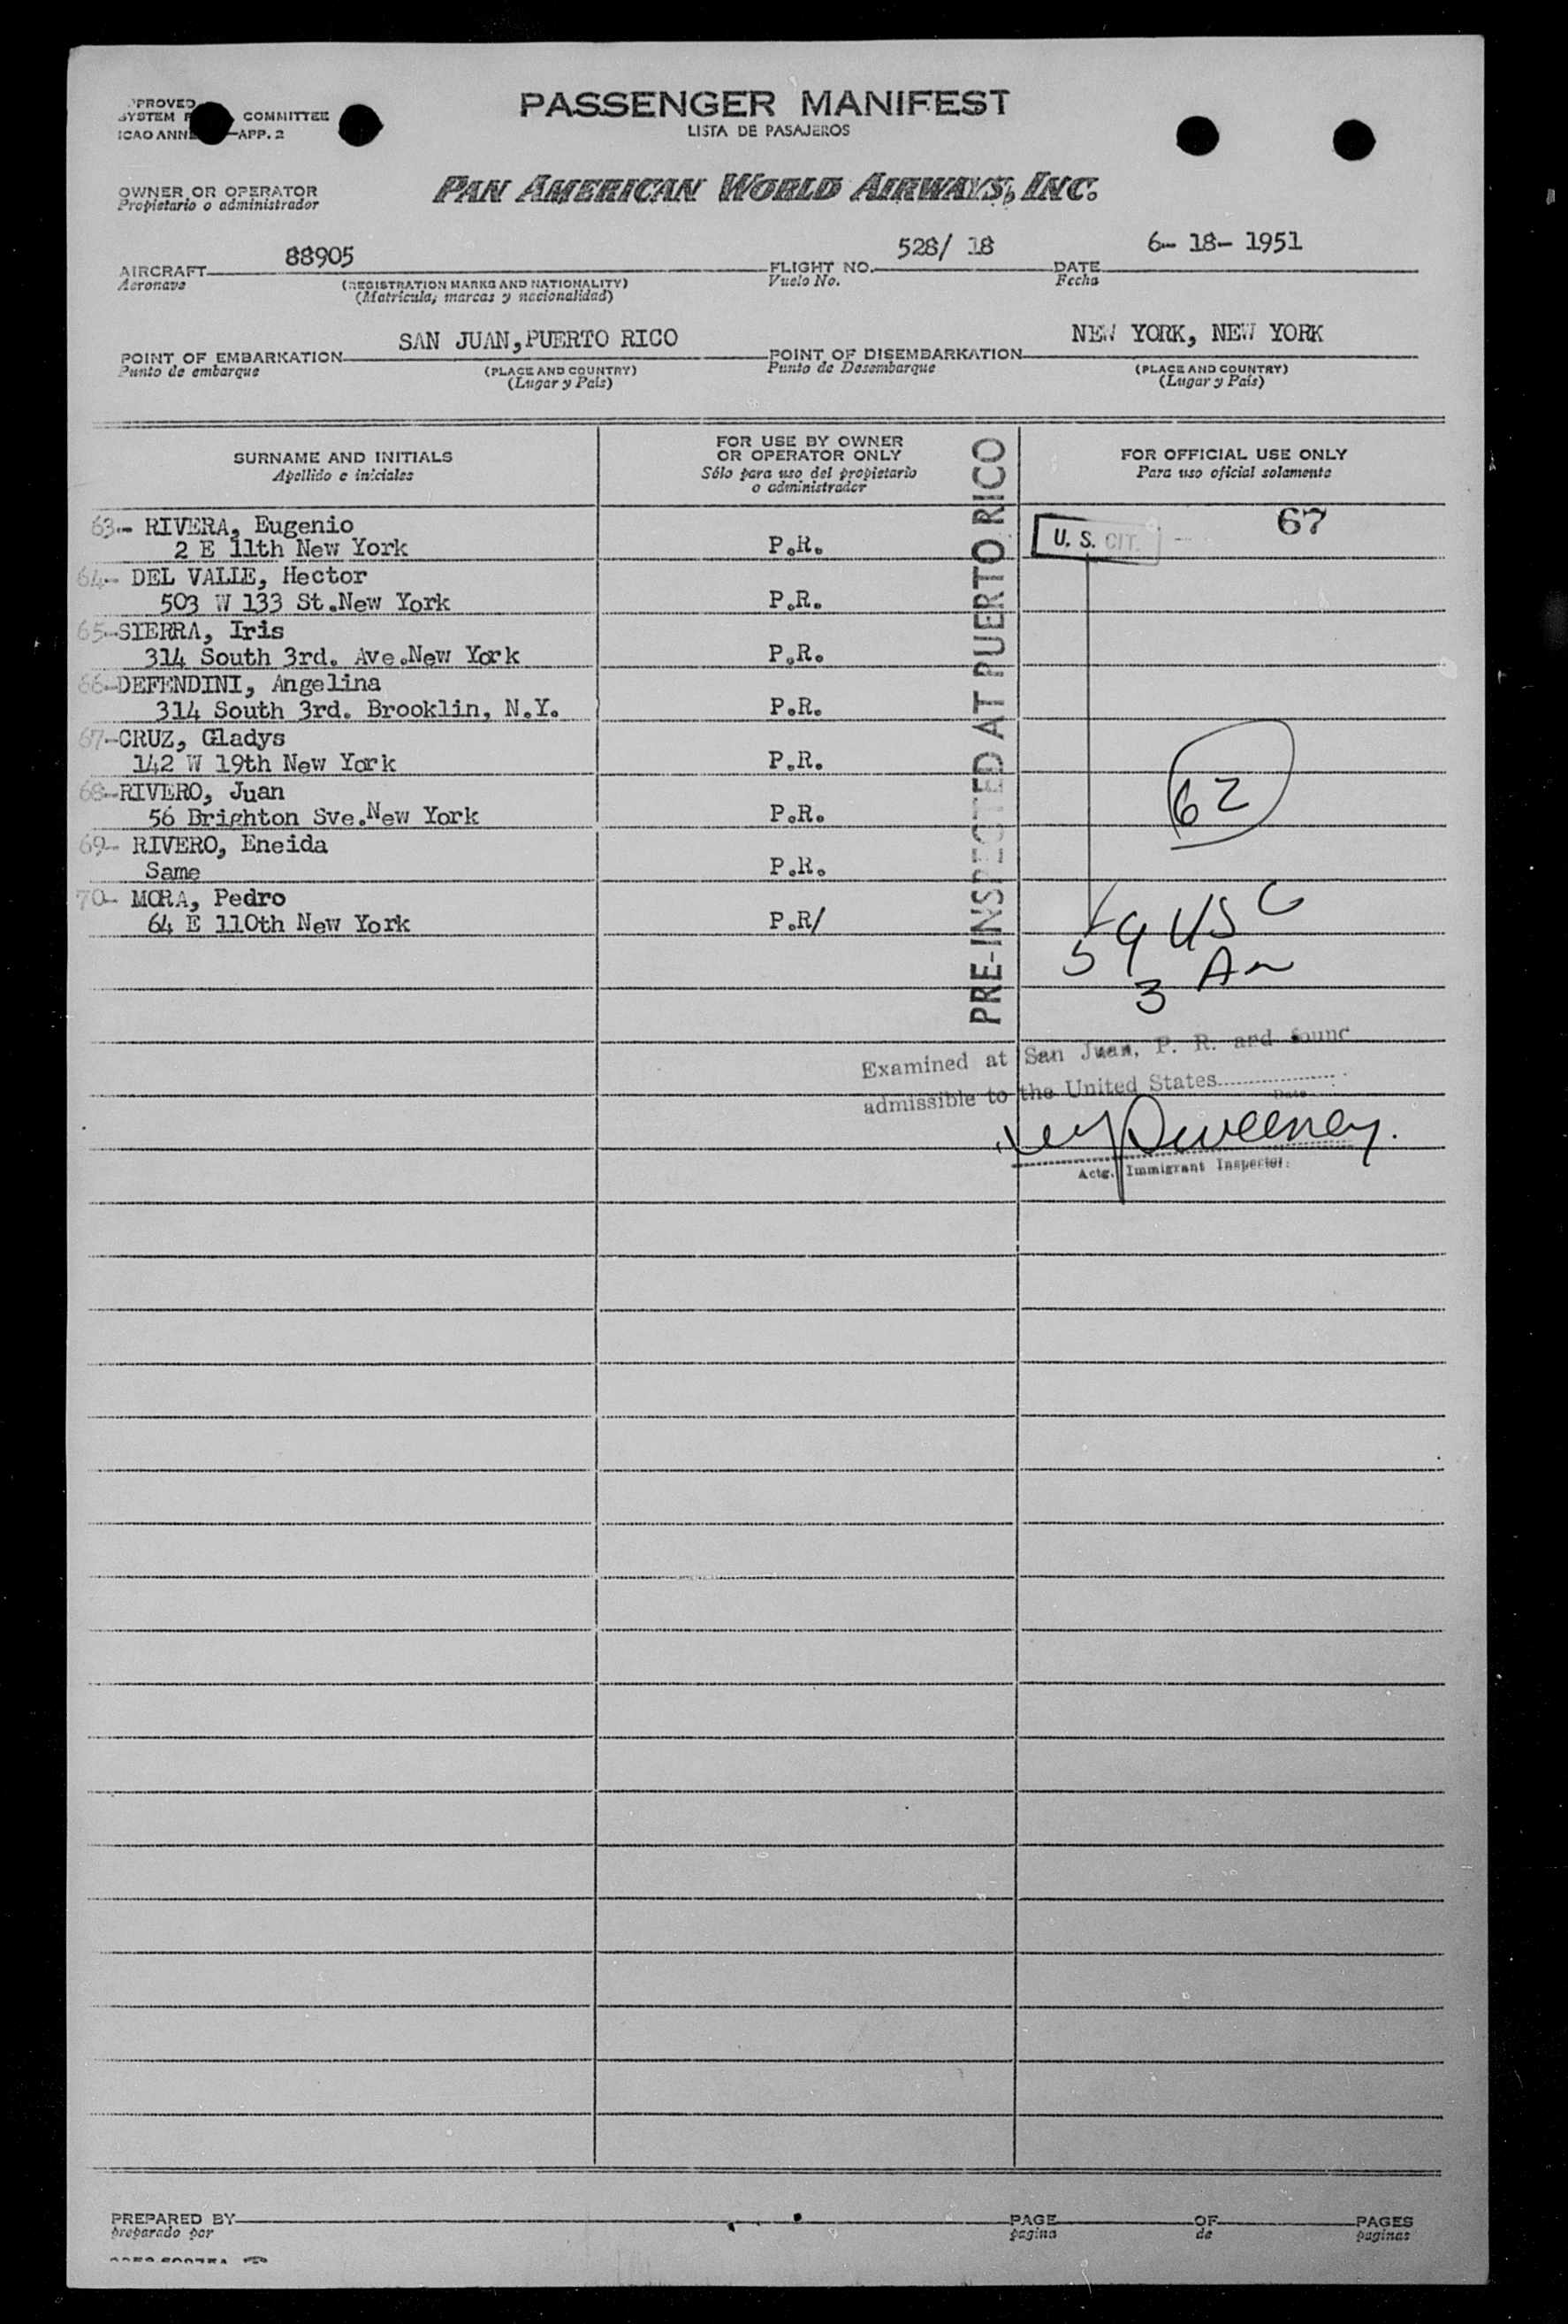 PROVED
SYSTEM COMMITTEE
ICAO ANN —APP. 2
PASSENGER MANIFEST
LISTA DE PASAJEROS
OWNER OR OPERATOR
Propietario o administrador
PAN AMERICAN WORLD AIRWAYS, INC.
AIRCRAFT 88905
Aeronave
(REGISTRATION MARKS AND NATIONALITY)
(Matrícula, marcas y nacionalidad)
FLIGHT NO. 528/ 18
Vuelo No.
DATE 6- 18- 1951
Fecha
POINT OF EMBARKATION SAN JUAN, PUERTO RICO
Punto de embarque
(PLACE AND COUNTRY)
(Lugar y País)
POINT OF DISEMBARKATION NEW YORK, NEW YORK
Punto de Desembarque
(PLACE AND COUNTRY)
(Lugar y País)
SURNAME AND INITIALS
Apellido e iniciales
FOR USE BY OWNER
OR OPERATOR ONLY
Sólo para uso del propietario
o administrador
FOR OFFICIAL USE ONLY
Para uso oficial solamente
PRE-INSPECTED AT PUERTO RICO
63-- RIVERA, Eugenio
2 E 11th New York P.R.
U. S. CIT.
67
64-- DEL VALLE, Hector
503 W 133 St.New York P.R.
65-SIERRA, Iris
314 South 3rd. Ave.New York P.R.
66-DEFENDINI, Angelina
314 South 3rd. Brooklin, N.Y. P.R.
67-CRUZ, Gladys
142 W 19th New York P.R.
68-RIVERO, Juan
56 Brighton Sve.New York P.R.
62
69- RIVERO, Eneida
Same P.R.
70- MORA, Pedro
64 E 110th New York P.R/
59 USC
3 An
Examined at San Juan, P. R. and found
admissible to the United States
Date
Sweeney.
Actg. Immigrant Inspector.
PREPARED BY
preparado por
PAGE OF PAGES
pagina de paginas